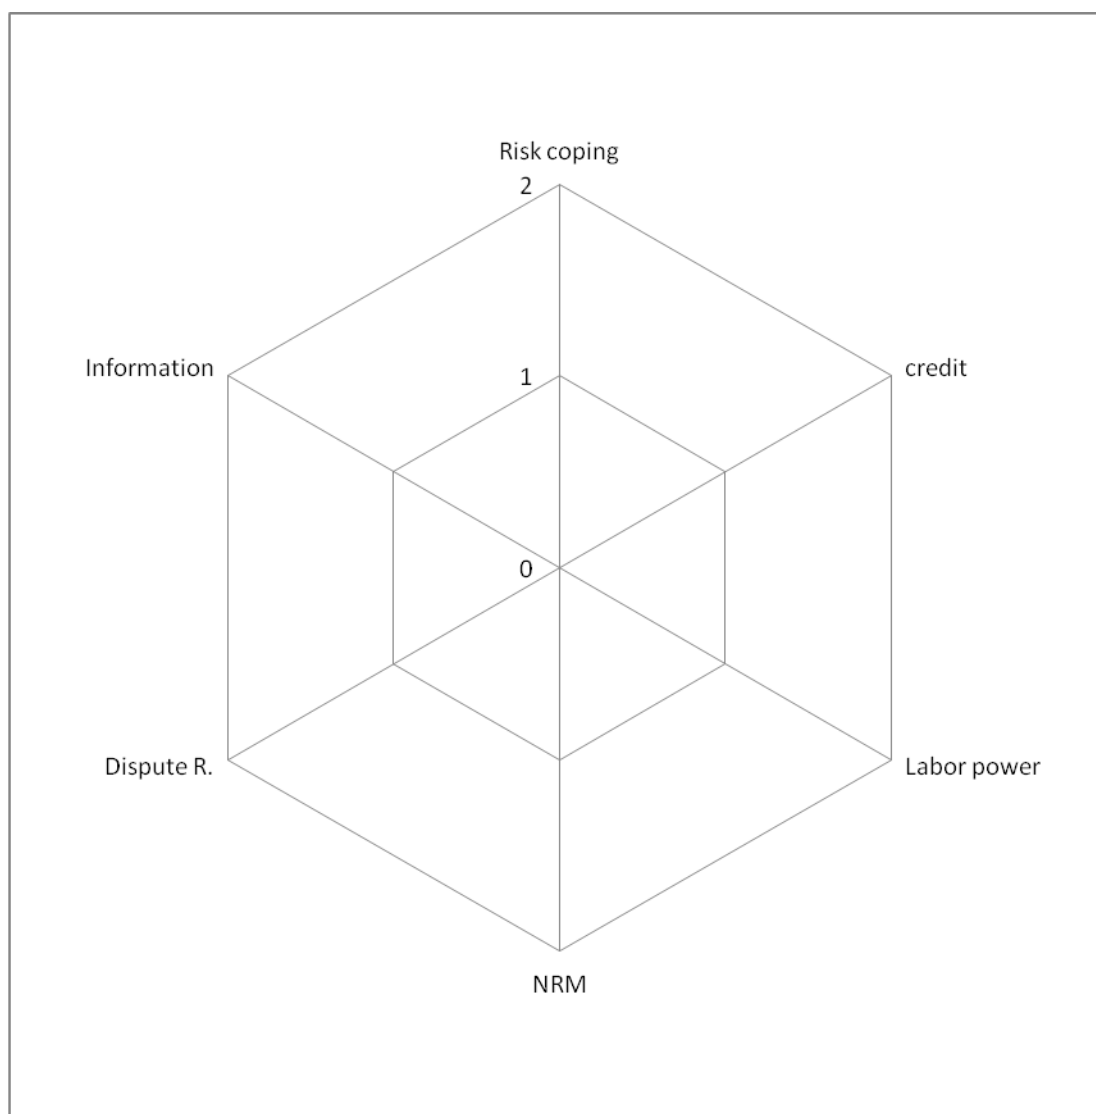 Risk coping
2
Information
credit
1
0
Dispute R.
Labor power
NRM